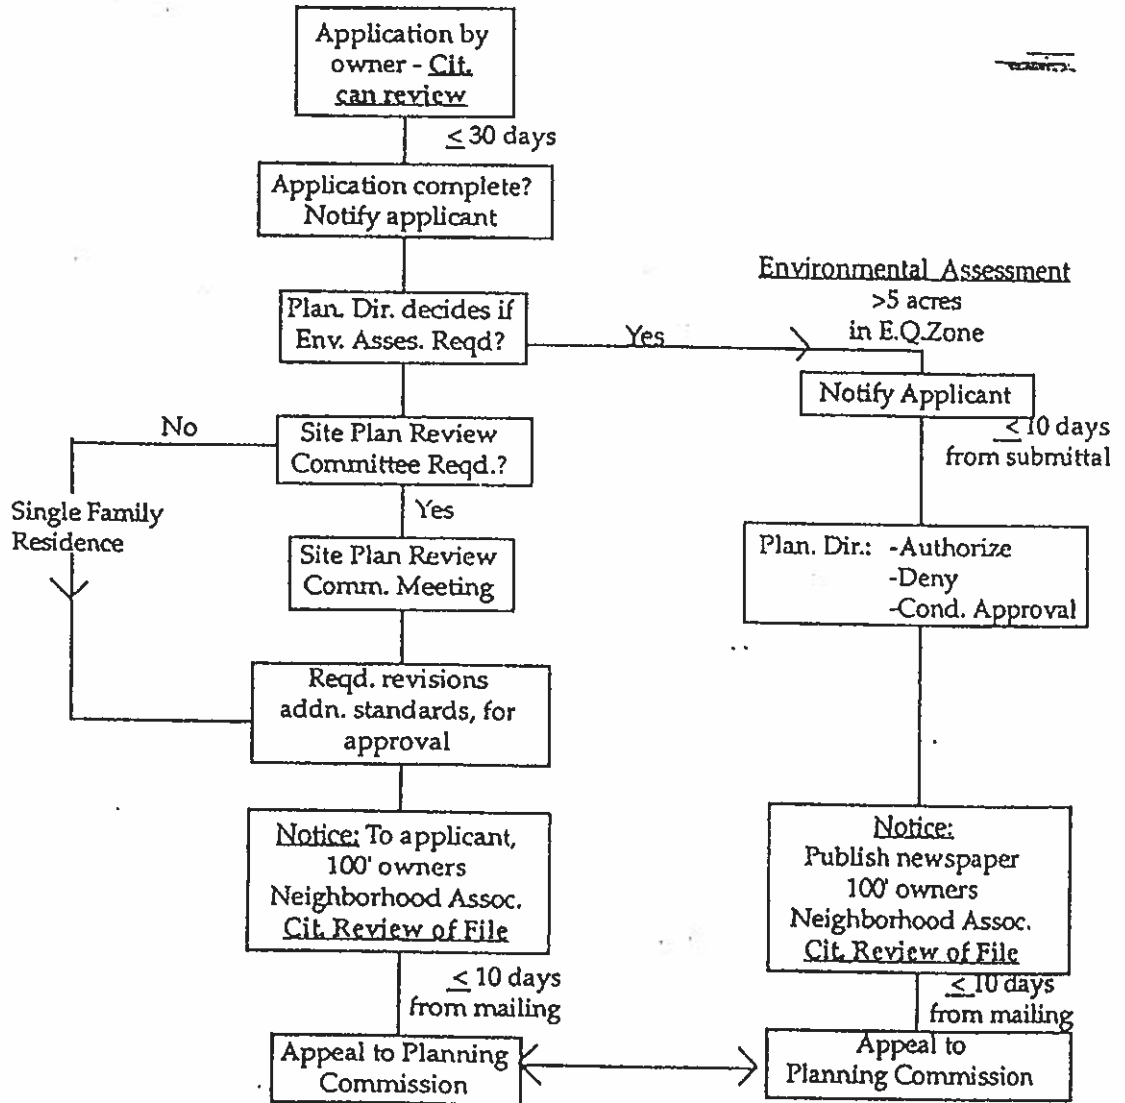 Application by
owner - Cit.
can review
≤ 30 days
Application complete?
Notify applicant
Plan. Dir. decides if
Env. Asses. Reqd?
Yes
Environmental Assessment
>5 acres
in E.Q.Zone
Notify Applicant
≤ 10 days
from submittal
No
Site Plan Review
Committee Reqd.?
Yes
Single Family
Residence
Site Plan Review
Comm. Meeting
Plan. Dir.: -Authorize
-Deny
-Cond. Approval
Reqd. revisions
addn. standards, for
approval
Notice: To applicant,
100' owners
Neighborhood Assoc.
Cit. Review of File
≤ 10 days
from mailing
Appeal to Planning
Commission
Notice:
Publish newspaper
100' owners
Neighborhood Assoc.
Cit. Review of File
≤ 10 days
from mailing
Appeal to
Planning Commission